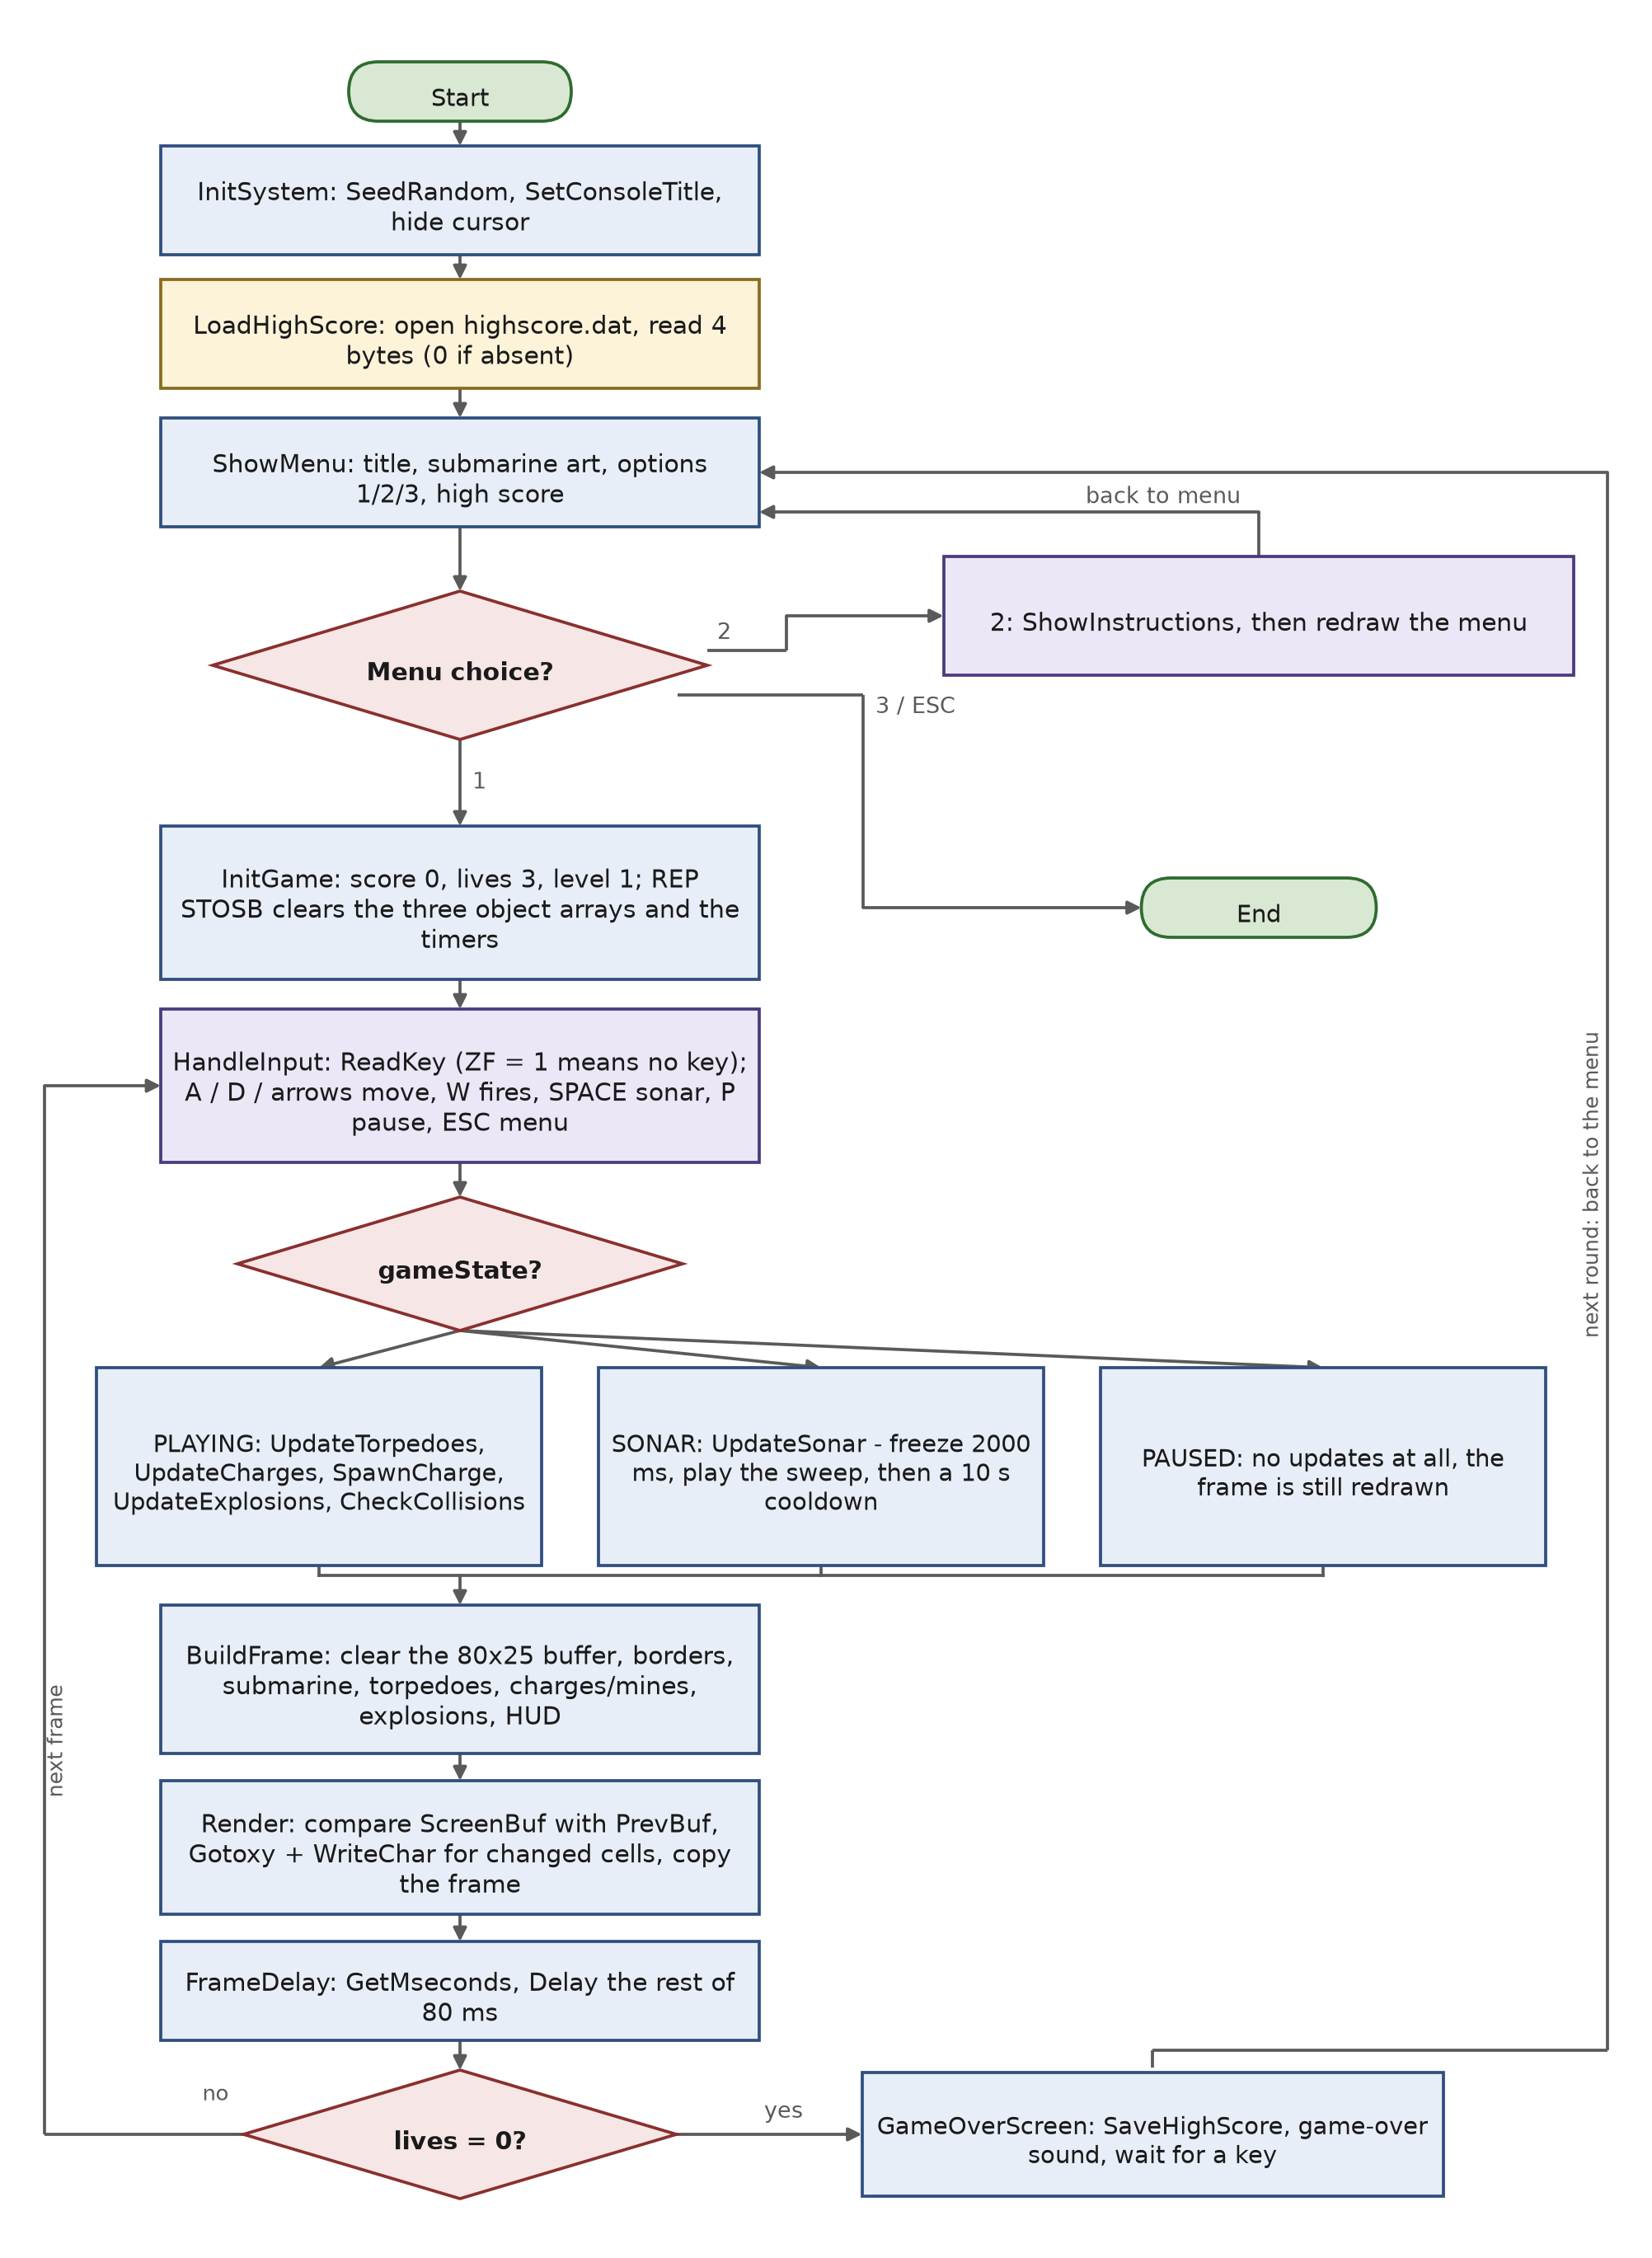 Start
InitSystem: SeedRandom, SetConsoleTitle,
hide cursor
LoadHighScore: open highscore.dat, read 4
bytes (0 if absent)
ShowMenu: title, submarine art, options
1/2/3, high score
back to menu
2: ShowInstructions, then redraw the menu
2
Menu choice?
3 / ESC
1
InitGame: score 0, lives 3, level 1; REP
STOSB clears the three object arrays and the
timers
End
HandleInput: ReadKey (ZF = 1 means no key);
A / D / arrows move, W fires, SPACE sonar, P
pause, ESC menu
next round: back to the menu
gameState?
PLAYING: UpdateTorpedoes,
UpdateCharges, SpawnCharge,
UpdateExplosions, CheckCollisions
SONAR: UpdateSonar - freeze 2000
ms, play the sweep, then a 10 s
cooldown
PAUSED: no updates at all, the
frame is still redrawn
BuildFrame: clear the 80x25 buffer, borders,
submarine, torpedoes, charges/mines,
explosions, HUD
next frame
Render: compare ScreenBuf with PrevBuf,
Gotoxy + WriteChar for changed cells, copy
the frame
FrameDelay: GetMseconds, Delay the rest of
80 ms
no
lives = 0?
yes
GameOverScreen: SaveHighScore, game-over
sound, wait for a key